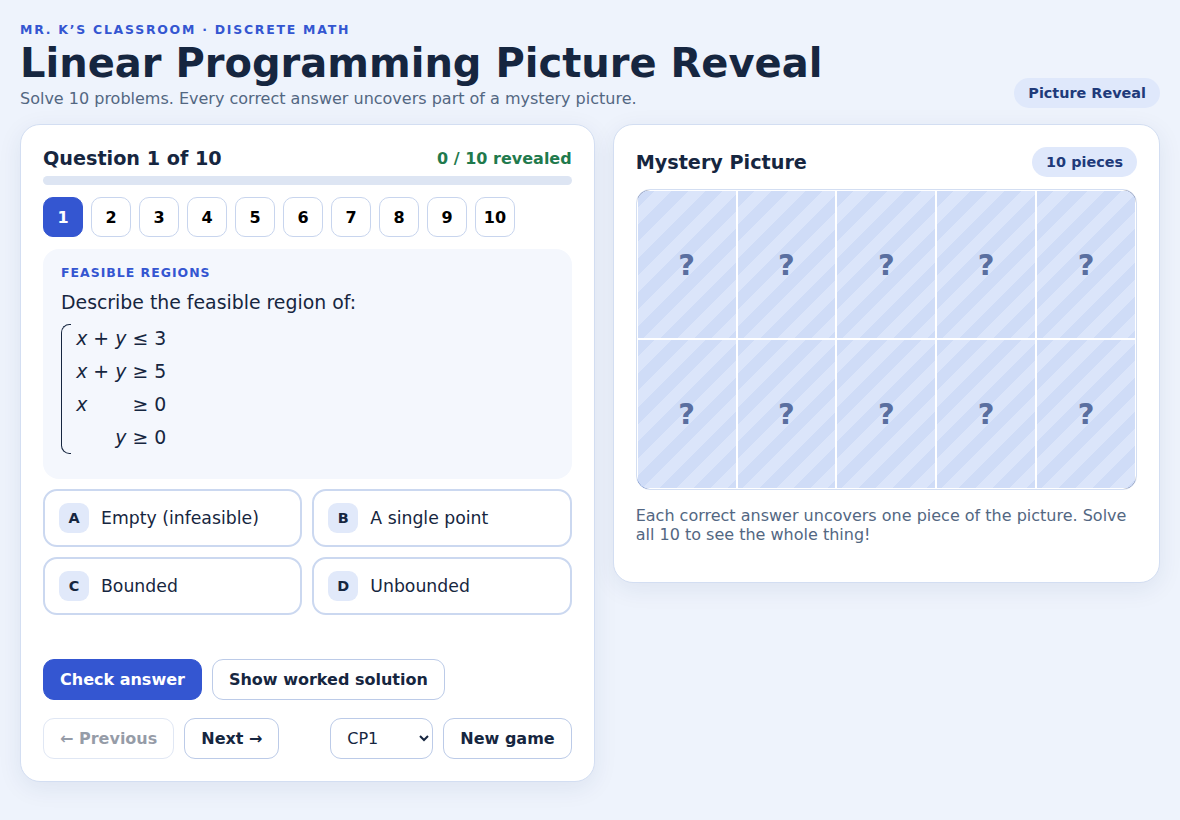 MR. K’S CLASSROOM · DISCRETE MATH
Linear Programming Picture Reveal
Solve 10 problems. Every correct answer uncovers part of a mystery picture.
Picture Reveal
Question 1 of 10
0 / 10 revealed
1 2 3 4 5 6 7 8 9 10
FEASIBLE REGIONS
Describe the feasible region of:
x + y ≤ 3
x + y ≥ 5
x ≥ 0
y ≥ 0
A Empty (infeasible)
B A single point
C Bounded
D Unbounded
Check answer
Show worked solution
← Previous
Next →
CP1
New game
Mystery Picture
10 pieces
? ? ? ? ?
? ? ? ? ?
Each correct answer uncovers one piece of the picture. Solve
all 10 to see the whole thing!